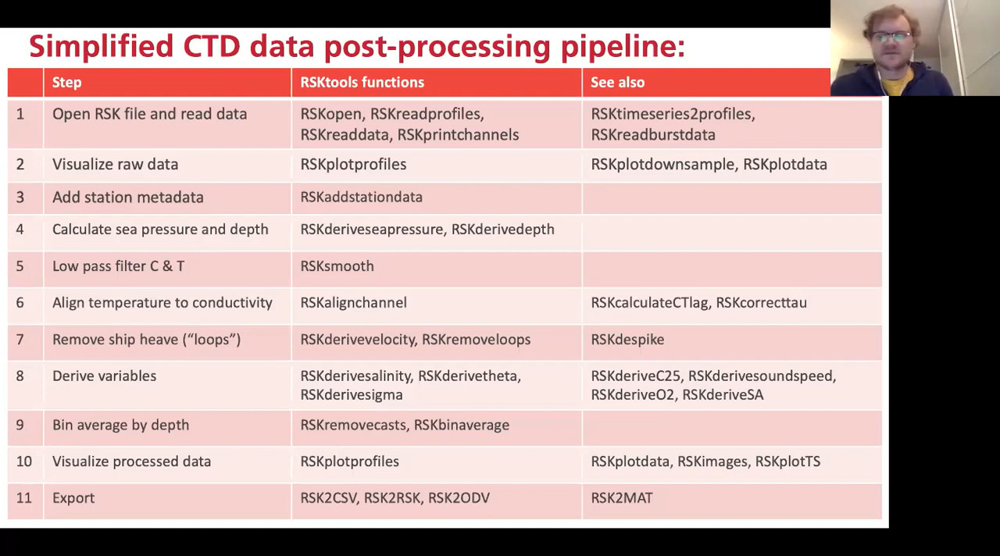 Simplified CTD data post-processing pipeline:
Step RSKtools functions See also
1 Open RSK file and read data RSKopen, RSKreadprofiles, RSKtimeseries2profiles,
RSKreaddata, RSKprintchannels RSKreadburstdata
2 Visualize raw data RSKplotprofiles RSKplotdownsample, RSKplotdata
3 Add station metadata RSKaddstationdata
4 Calculate sea pressure and depth RSKderiveseapressure, RSKderivedepth
5 Low pass filter C & T RSKsmooth
6 Align temperature to conductivity RSKalignchannel RSKcalculateCTlag, RSKcorrecttau
7 Remove ship heave (“loops”) RSKderivevelocity, RSKremoveloops RSKdespike
8 Derive variables RSKderivesalinity, RSKderivetheta, RSKderiveC25, RSKderivesoundspeed,
RSKderivesigma RSKderiveO2, RSKderiveSA
9 Bin average by depth RSKremovecasts, RSKbinaverage
10 Visualize processed data RSKplotprofiles RSKplotdata, RSKimages, RSKplotTS
11 Export RSK2CSV, RSK2RSK, RSK2ODV RSK2MAT